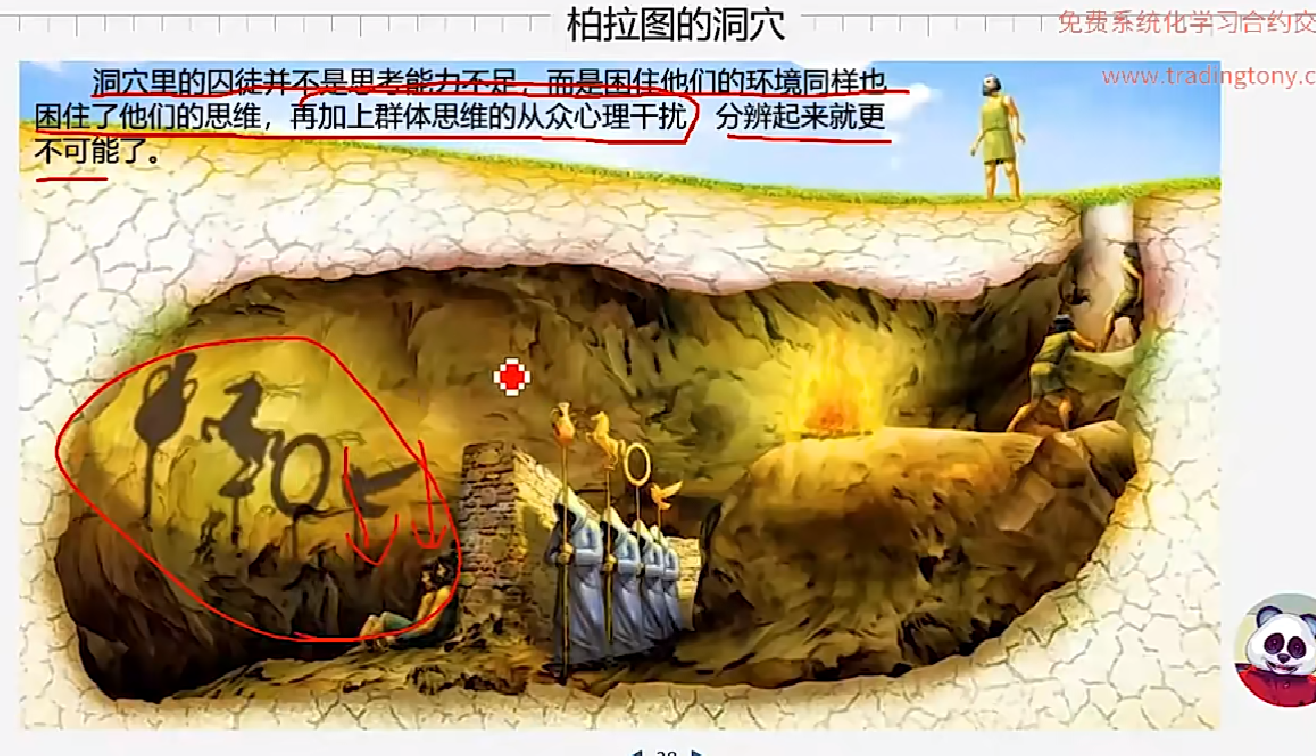 柏拉图的洞穴
免费系统化学习合约交
www.tradingtony.c
洞穴里的囚徒并不是思考能力不足，而是困住他们的环境同样也
困住了他们的思维，再加上群体思维的从众心理干扰 分辨起来就更
不可能了。